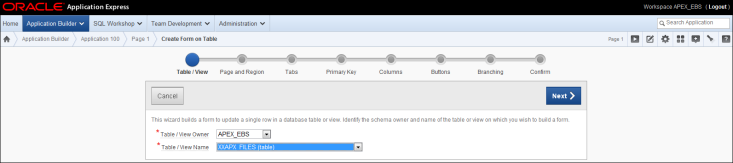 ORACLE Application Express
Workspace APEX_EBS (Logout)
Home Application Builder SQL Workshop Team Development Administration
Search Application
Application Builder Application 100 Page 1 Create Form on Table
Page 1
Table / View Page and Region Tabs Primary Key Columns Buttons Branching Confirm
Cancel
Next
This wizard builds a form to update a single row in a database table or view. Identify the schema owner and name of the table or view on which you wish to build a form.
* Table / View Owner APEX_EBS
* Table / View Name XXAPX_FILES (table)